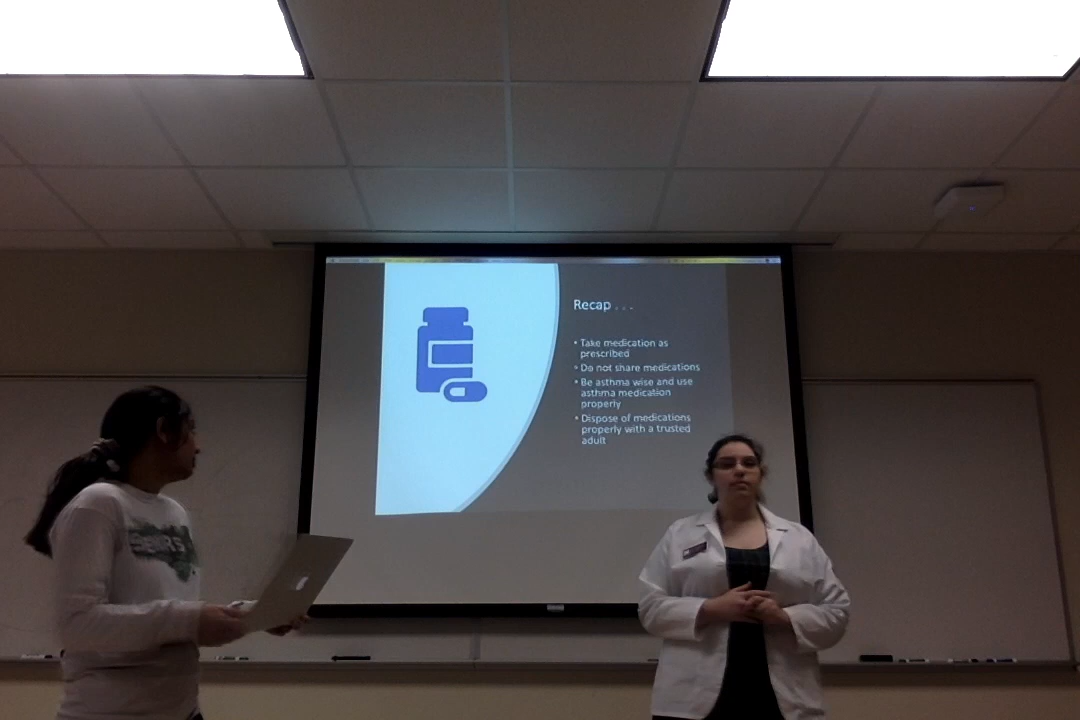 Recap . . .
• Take medication as
prescribed
• Do not share medications
• Be asthma wise and use
asthma medication
properly
• Dispose of medications
properly with a trusted
adult